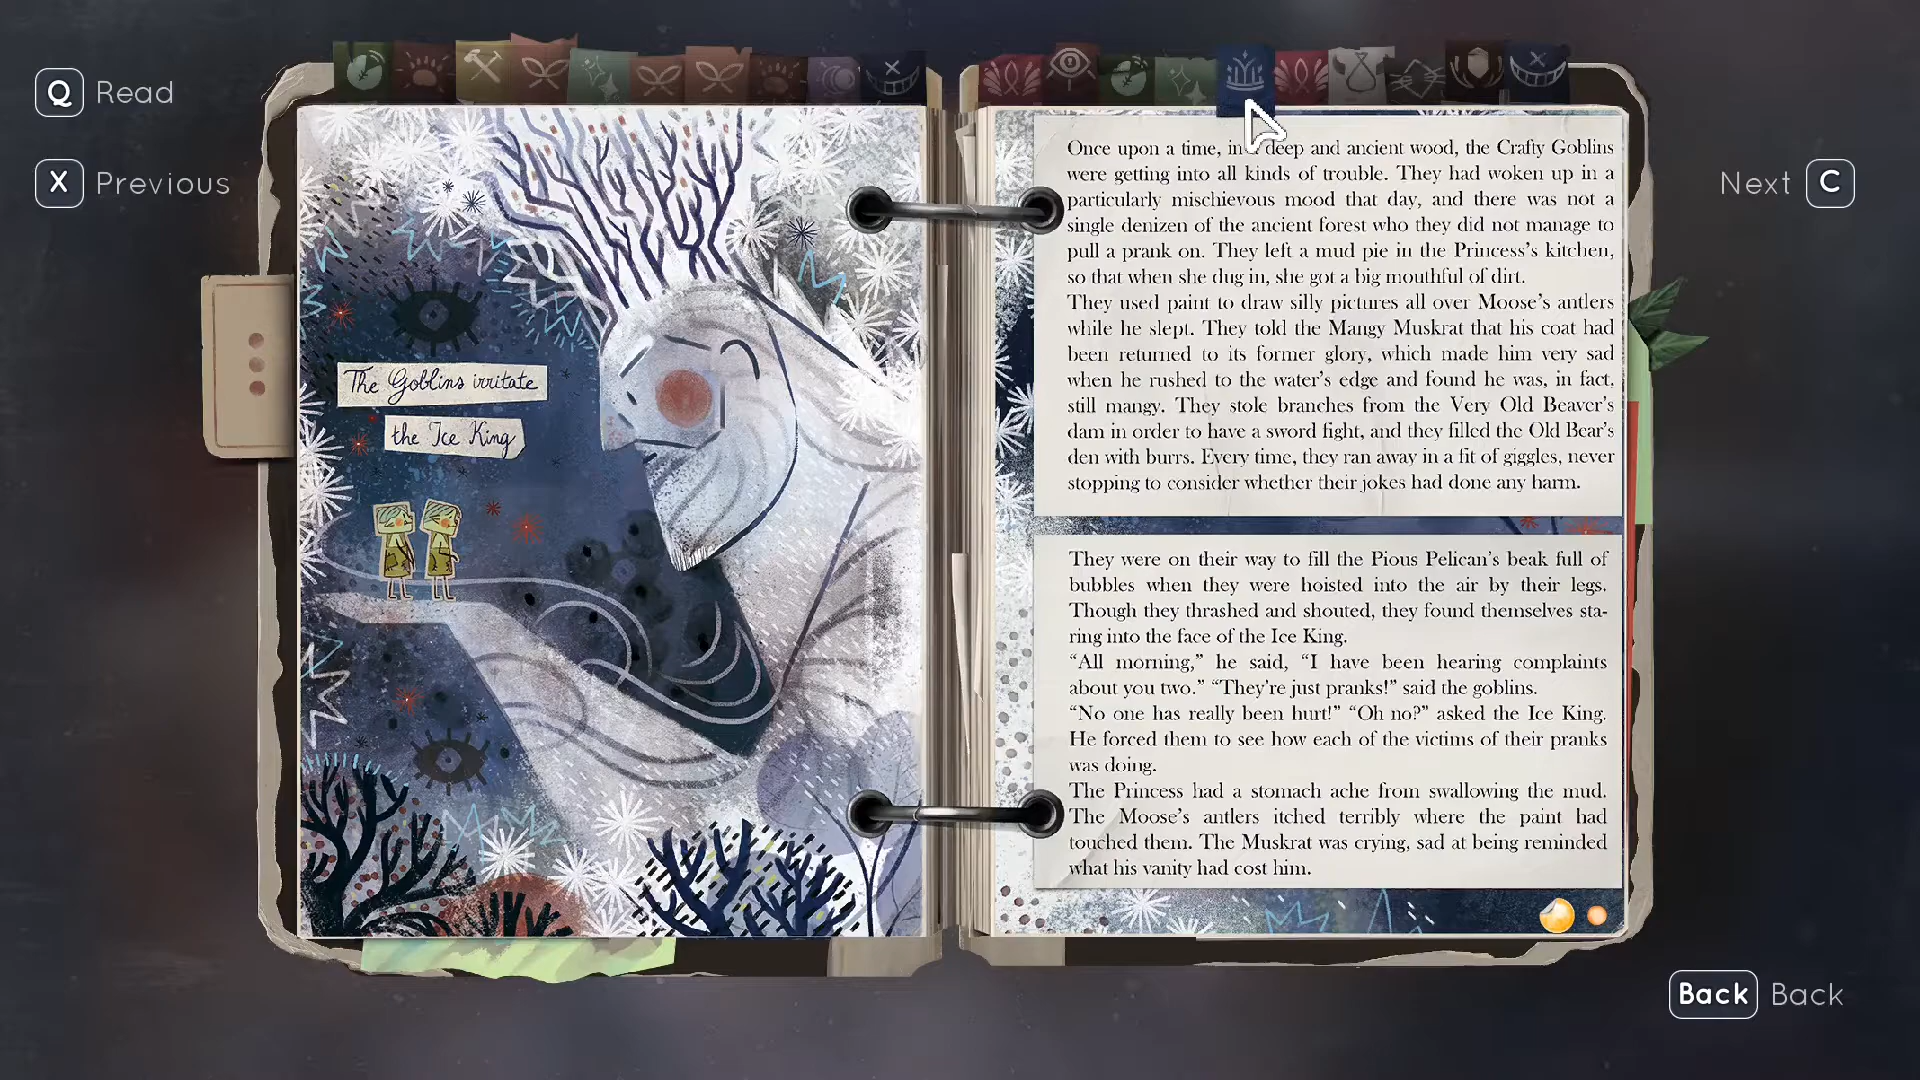 Q Read
X Previous
Next C
The Goblins irritate
the Ice King
Once upon a time, in a deep and ancient wood, the Crafty Goblins
were getting into all kinds of trouble. They had woken up in a
particularly mischievous mood that day, and there was not a
single denizen of the ancient forest who they did not manage to
pull a prank on. They left a mud pie in the Princess's kitchen,
so that when she dug in, she got a big mouthful of dirt.
They used paint to draw silly pictures all over Moose's antlers
while he slept. They told the Mangy Muskrat that his coat had
been returned to its former glory, which made him very sad
when he rushed to the water's edge and found he was, in fact,
still mangy. They stole branches from the Very Old Beaver's
dam in order to have a sword fight, and they filled the Old Bear's
den with burrs. Every time, they ran away in a fit of giggles, never
stopping to consider whether their jokes had done any harm.
They were on their way to fill the Pious Pelican's beak full of
bubbles when they were hoisted into the air by their legs.
Though they thrashed and shouted, they found themselves sta-
ring into the face of the Ice King.
“All morning,” he said, “I have been hearing complaints
about you two.” “They're just pranks!” said the goblins.
“No one has really been hurt!” “Oh no?” asked the Ice King.
He forced them to see how each of the victims of their pranks
was doing.
The Princess had a stomach ache from swallowing the mud.
The Moose's antlers itched terribly where the paint had
touched them. The Muskrat was crying, sad at being reminded
what his vanity had cost him.
Back Back